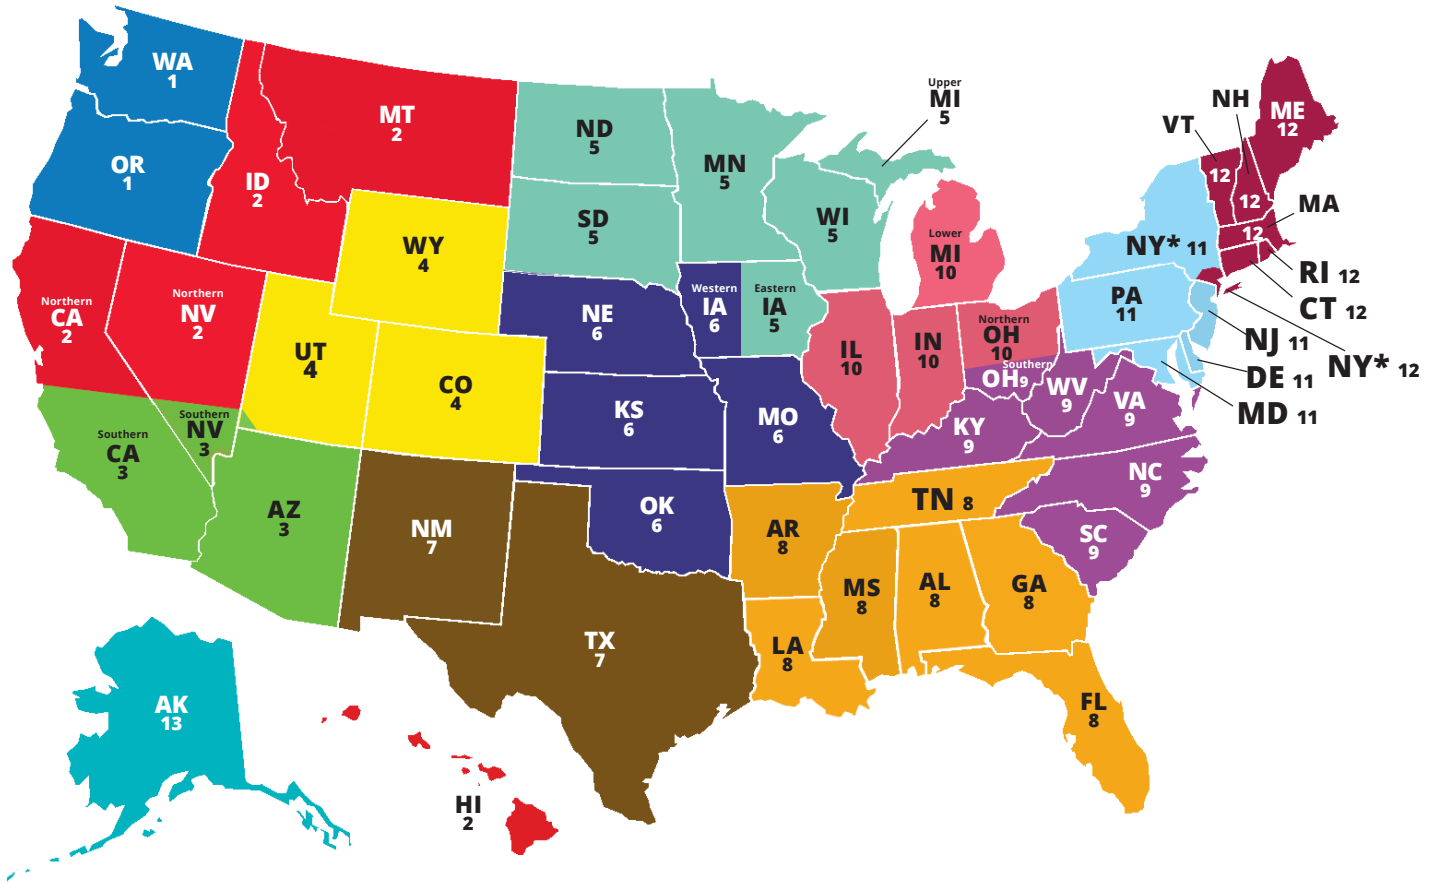 WA
1
OR
1
ID
2
MT
2
WY
4
Northern
CA
2
Northern
NV
2
UT
4
CO
4
Southern
CA
3
Southern
NV
3
AZ
3
NM
7
TX
7
ND
5
SD
5
MN
5
WI
5
Upper
MI
5
Lower
MI
10
NE
6
Western
IA
6
Eastern
IA
5
KS
6
MO
6
OK
6
IL
10
IN
10
Northern
OH
10
Southern
OH9
WV
9
VA
9
KY
9
NC
9
SC
9
TN 8
AR
8
MS
8
AL
8
GA
8
LA
8
FL
8
NY* 11
PA
11
VT
12
NH
12
ME
12
MA
12
RI 12
CT 12
NJ 11
NY* 12
DE 11
MD 11
AK
13
HI
2